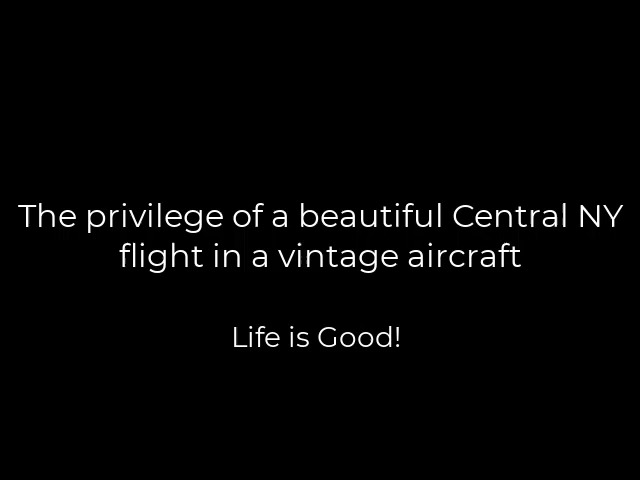 The privilege of a beautiful Central NY
flight in a vintage aircraft
Life is Good!